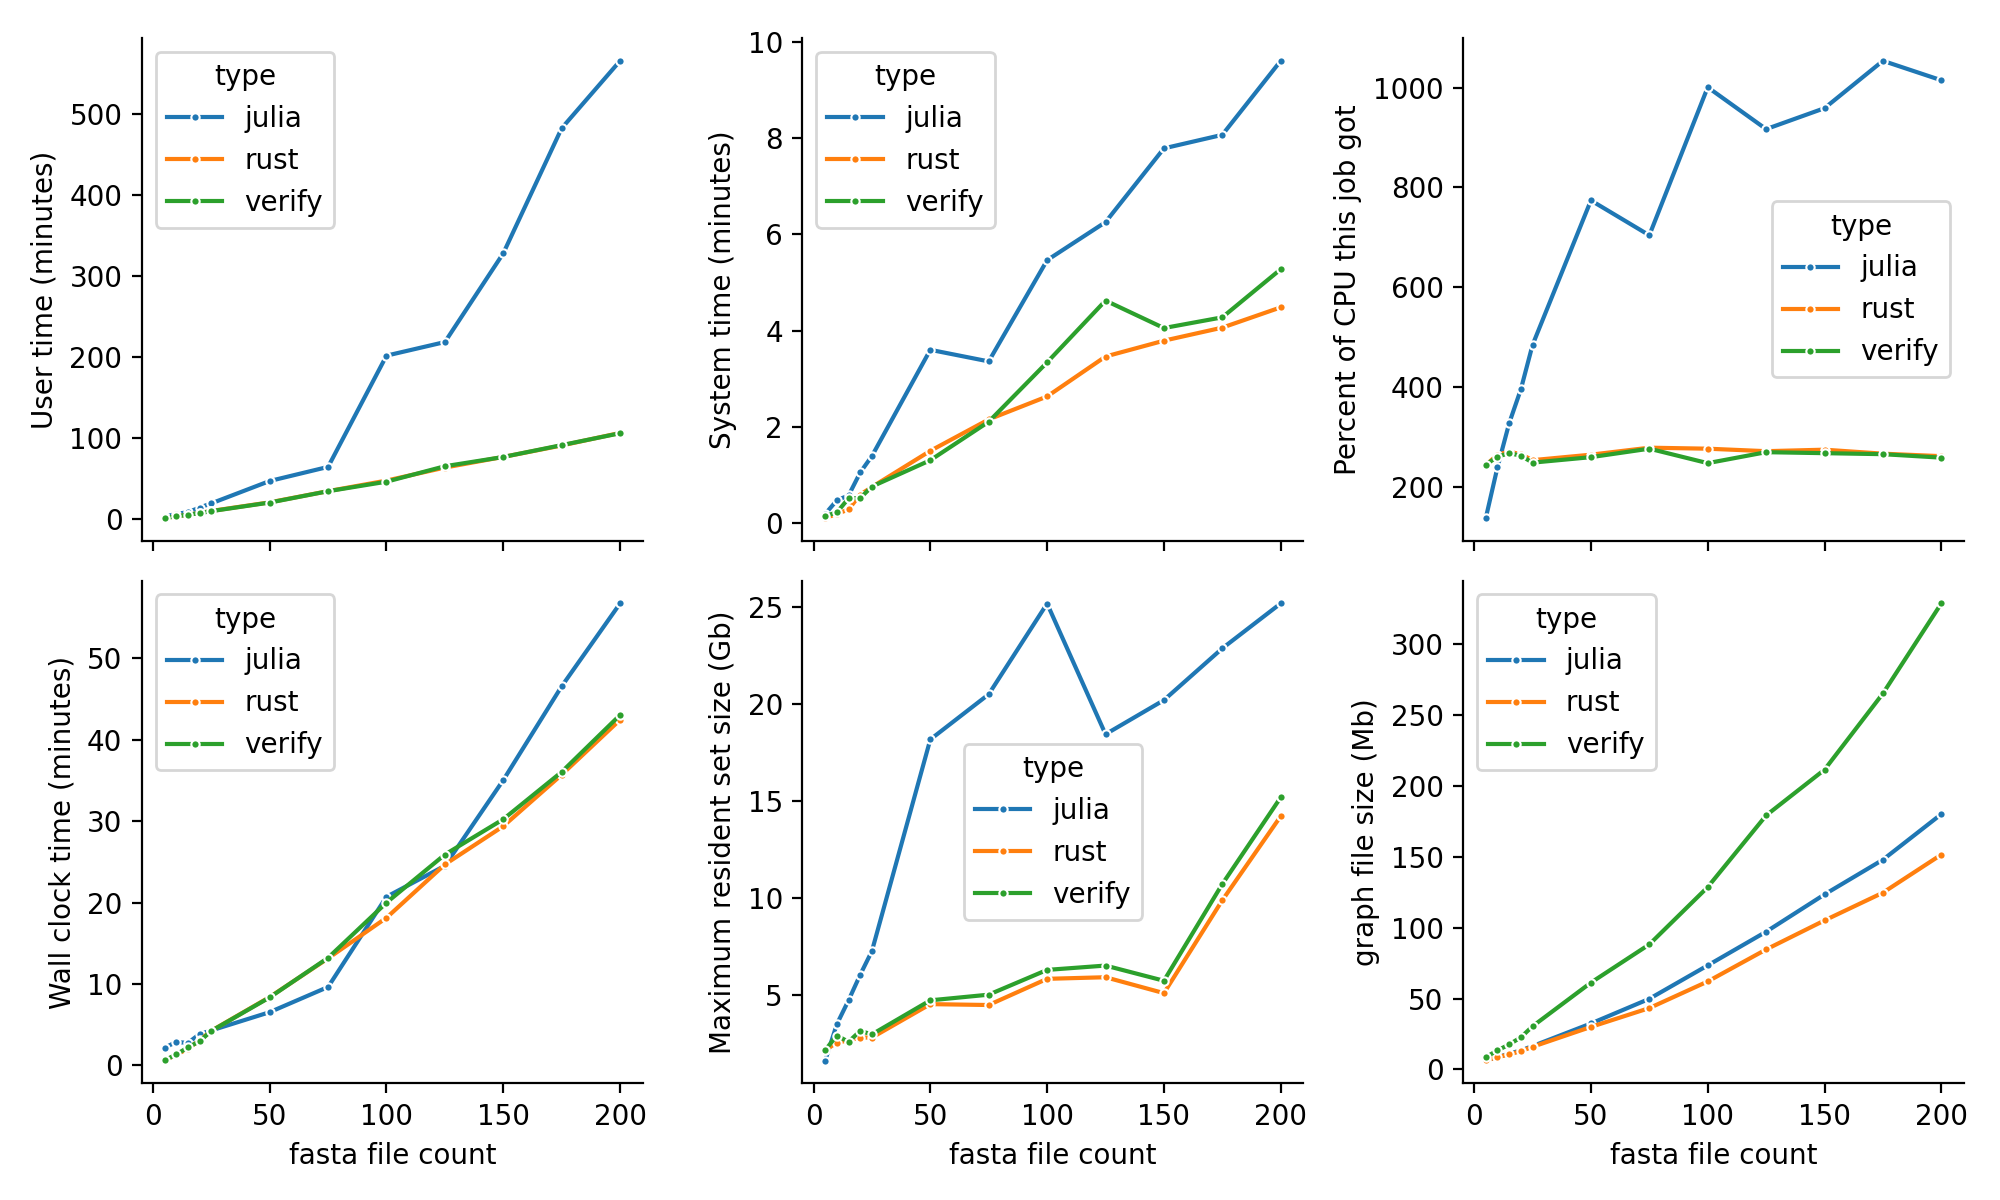 User time (minutes)
500
400
300
200
100
0
type
julia
rust
verify
System time (minutes)
10
8
6
4
2
0
type
julia
rust
verify
Percent of CPU this job got
1000
800
600
400
200
type
julia
rust
verify
Wall clock time (minutes)
50
40
30
20
10
0
type
julia
rust
verify
0 50 100 150 200
fasta file count
Maximum resident set size (Gb)
25
20
15
10
5
type
julia
rust
verify
0 50 100 150 200
fasta file count
graph file size (Mb)
300
250
200
150
100
50
0
type
julia
rust
verify
0 50 100 150 200
fasta file count